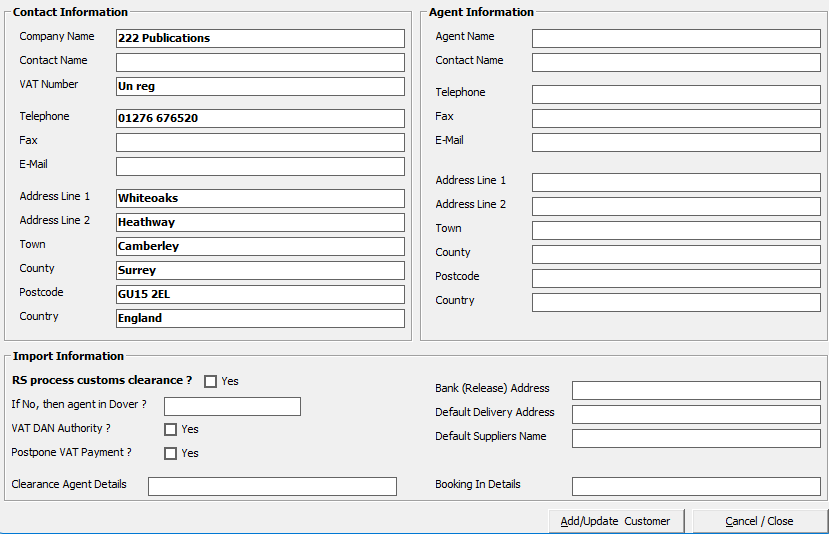 Contact Information
Company Name 222 Publications
Contact Name
VAT Number Un reg
Telephone 01276 676520
Fax
E-Mail
Address Line 1 Whiteoaks
Address Line 2 Heathway
Town Camberley
County Surrey
Postcode GU15 2EL
Country England
Agent Information
Agent Name
Contact Name
Telephone
Fax
E-Mail
Address Line 1
Address Line 2
Town
County
Postcode
Country
Import Information
RS process customs clearance ? Yes
If No, then agent in Dover ?
VAT DAN Authority ? Yes
Postpone VAT Payment ? Yes
Clearance Agent Details
Bank (Release) Address
Default Delivery Address
Default Suppliers Name
Booking In Details
Add/Update Customer
Cancel / Close